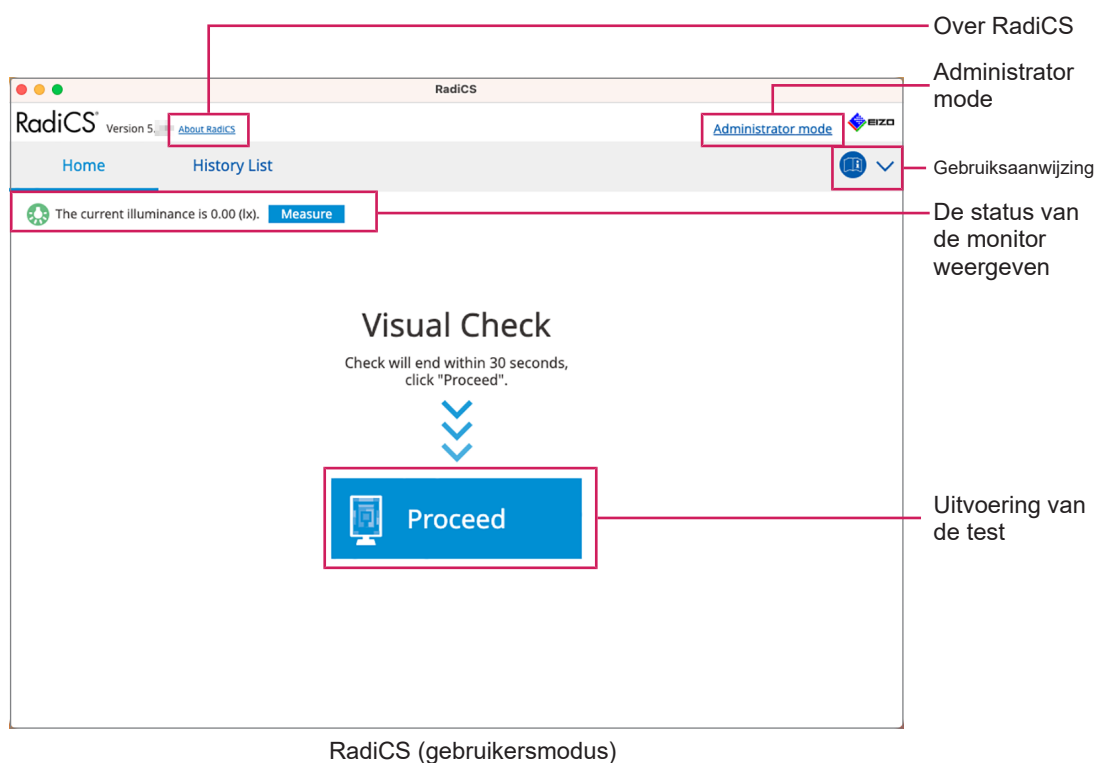 Over RadiCS
Administrator
mode
RadiCS
RadiCS Version 5. About RadiCS
Administrator mode
EIZO
Home
History List
Gebruiksaanwijzing
The current illuminance is 0.00 (lx).
Measure
De status van
de monitor
weergeven
Visual Check
Check will end within 30 seconds,
click "Proceed".
Proceed
Uitvoering van
de test
RadiCS (gebruikersmodus)